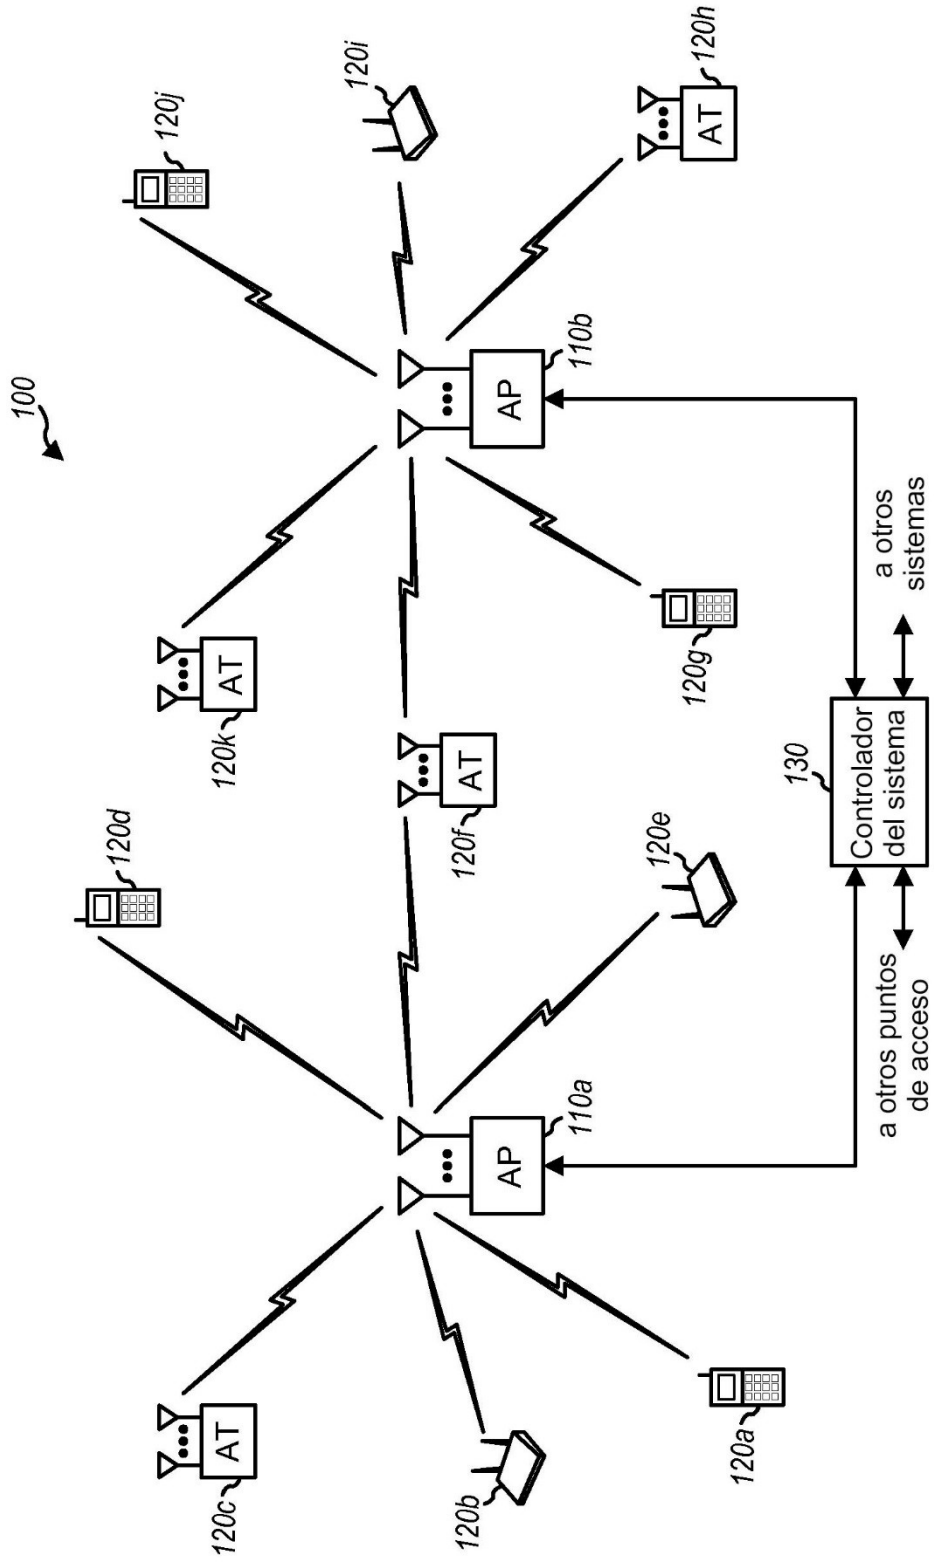 100
120j
120d
120i
AT
120k
AT
120c
AT
120f
AP
110b
AP
110a
120h
AT
120b
120e
120g
120a
130
Controlador
del sistema
a otros puntos
de acceso
a otros
sistemas